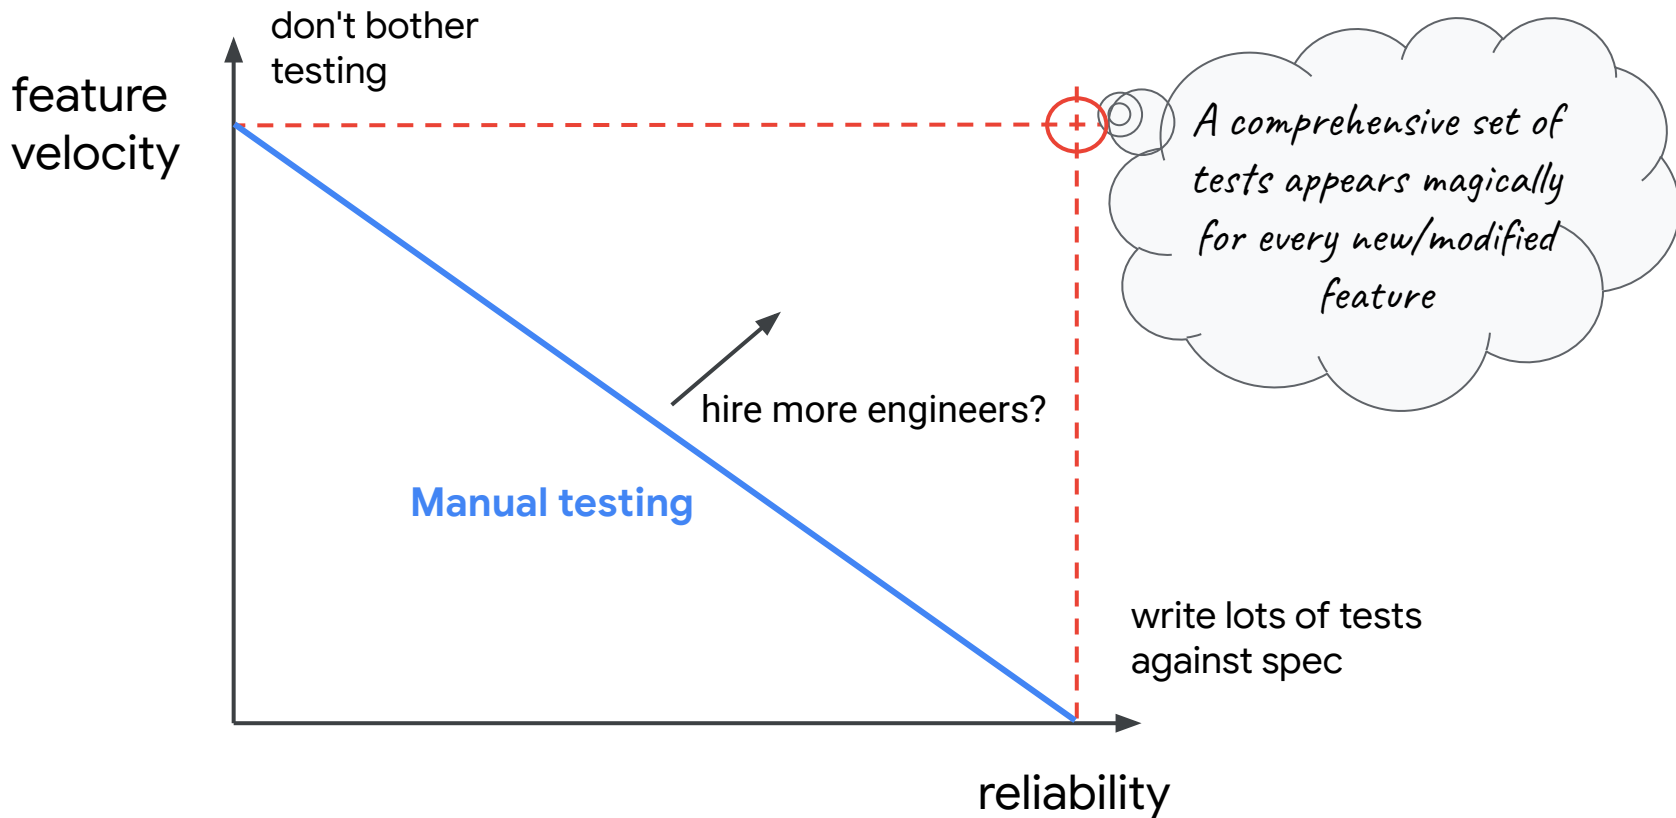 don't bother
testing
feature
velocity
A comprehensive set of
tests appears magically
for every new/modified
feature
hire more engineers?
Manual testing
write lots of tests
against spec
reliability